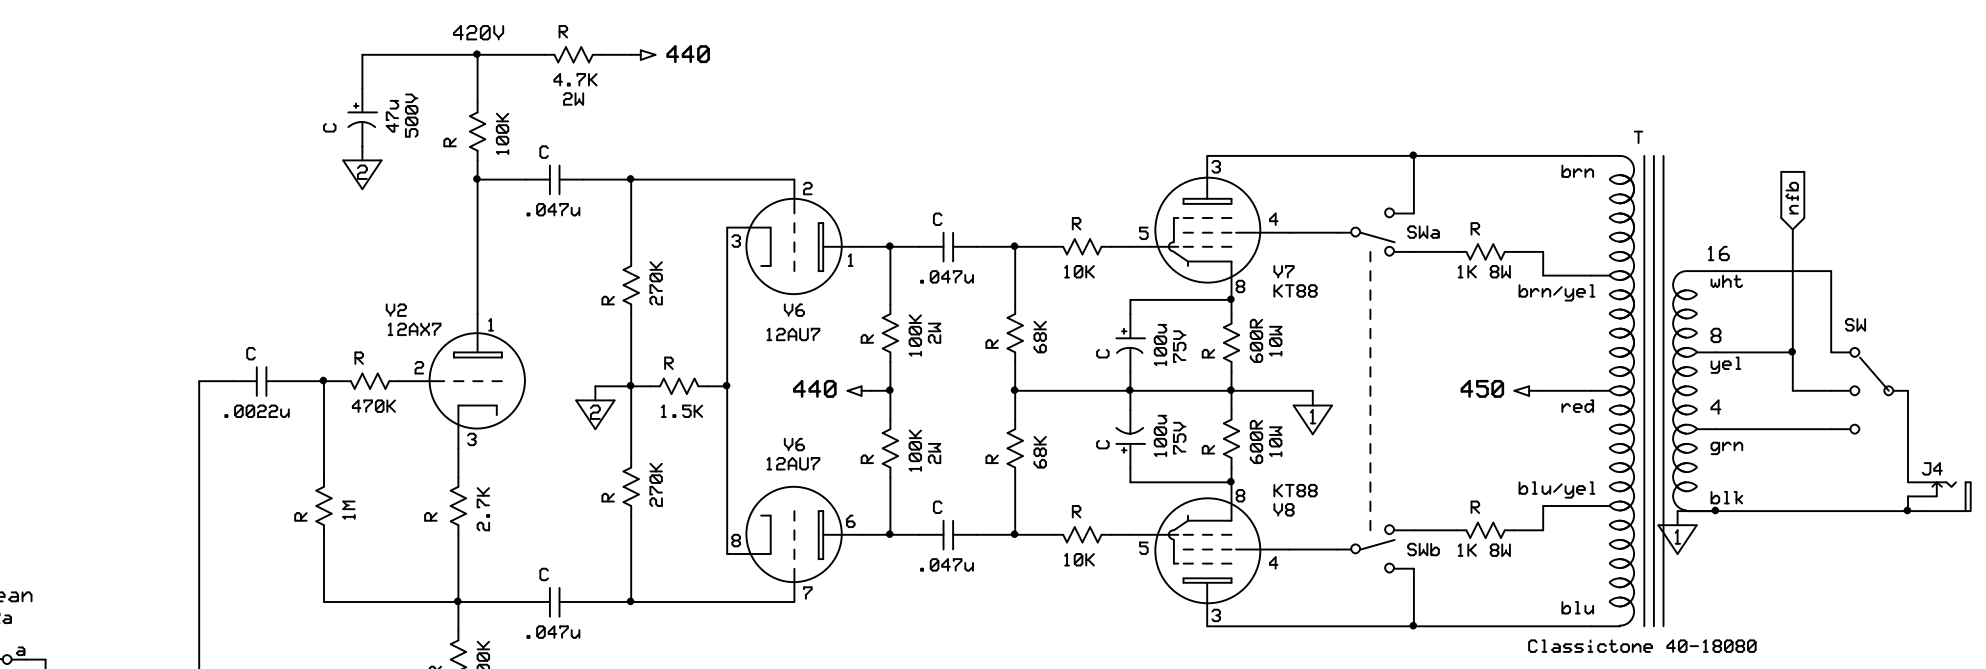 420V
R
440
4.7K
2W
C
47u
500V
2
R
100K
C
.047u
V2
12AX7
1
2
3
C
.0022u
R
470K
R
1M
R
2.7K
R
270K
2
R
1.5K
R
270K
C
.047u
2
3
1
V6
12AU7
V6
12AU7
6
8
7
440
R
100K
2W
R
100K
2W
C
.047u
C
.047u
R
68K
R
68K
R
10K
R
10K
3
5
4
8
V7
KT88
C
100u
75V
R
600R
10W
1
C
100u
75V
R
600R
10W
8
KT88
V8
5
4
3
SWa
R
1K 8W
SWb
R
1K 8W
T
brn
brn/yel
450
red
blu/yel
blu
Classictone 40-18080
nfb
16
wht
8
yel
4
grn
blk
1
SW
J4
ean
a
a
00K